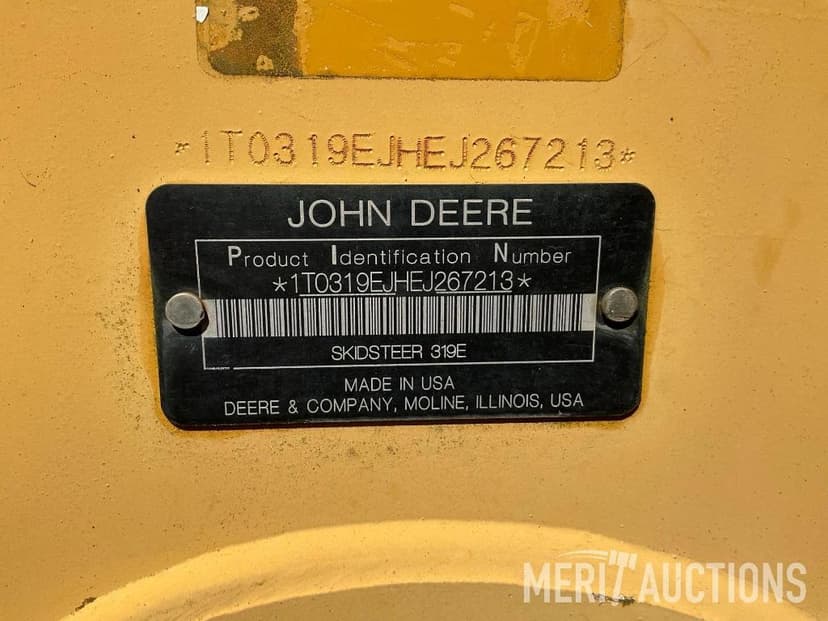 *1T0319EJHEJ267213*
JOHN DEERE
Product Identification Number
*1T0319EJHEJ267213*
SKIDSTEER 319E
MADE IN USA
DEERE & COMPANY, MOLINE, ILLINOIS, USA
MERIT AUCTIONS